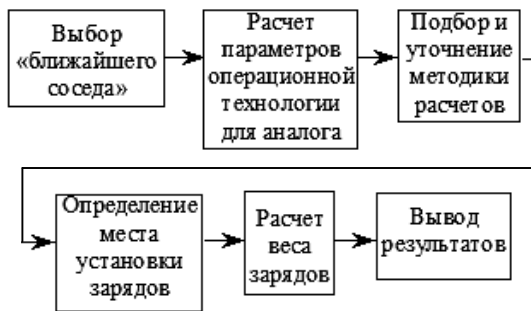 Выбор
«ближайшего
соседа»
Расчет
параметров
операционной
технологии
для аналога
Подбор и
уточнение
методики
расчетов
Определение
места
установки
зарядов
Расчет
веса
зарядов
Вывод
результатов